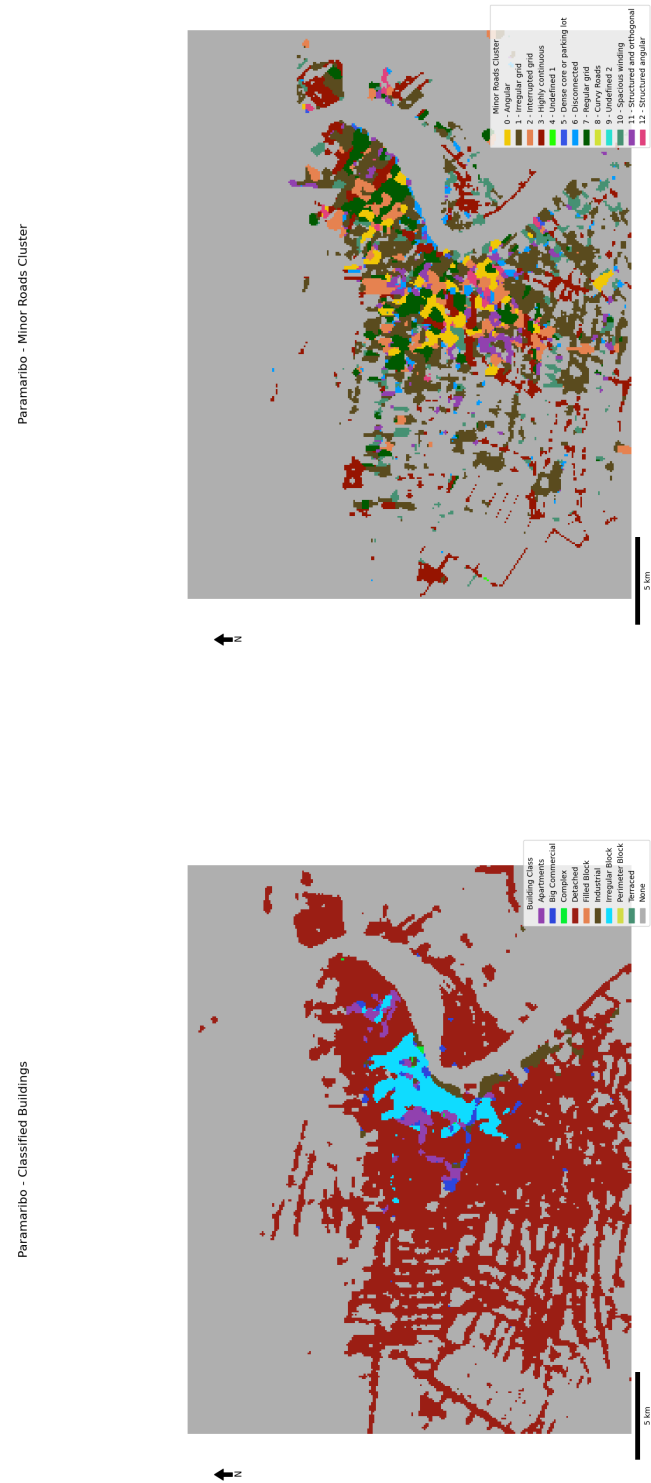 Paramaribo - Minor Roads Cluster
Minor Roads Cluster
0 - Angular
1 - Irregular grid
2 - Interrupted grid
3 - Highly continuous
4 - Undefined 1
5 - Dense core or parking lot
6 - Disconnected
7 - Regular grid
8 - Curvy Roads
9 - Undefined 2
10 - Spacious winding
11 - Structured and orthogonal
12 - Structured angular
5 km
N
Paramaribo - Classified Buildings
Building Class
Apartments
Big Commercial
Complex
Detached
Filled Block
Industrial
Irregular Block
Perimeter Block
Terraced
None
5 km
N